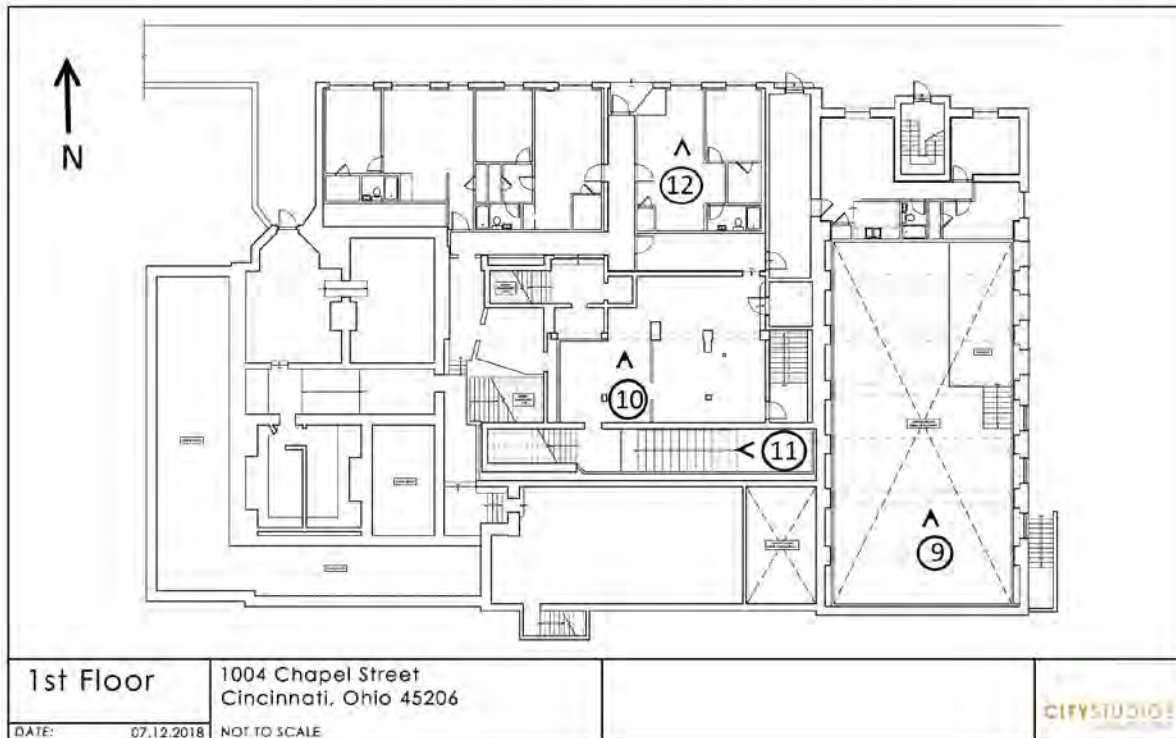 N
12
10
11
9
1st Floor
1004 Chapel Street
Cincinnati, Ohio 45206
DATE: 07.12.2018
NOT TO SCALE
CITYSTUDIOS